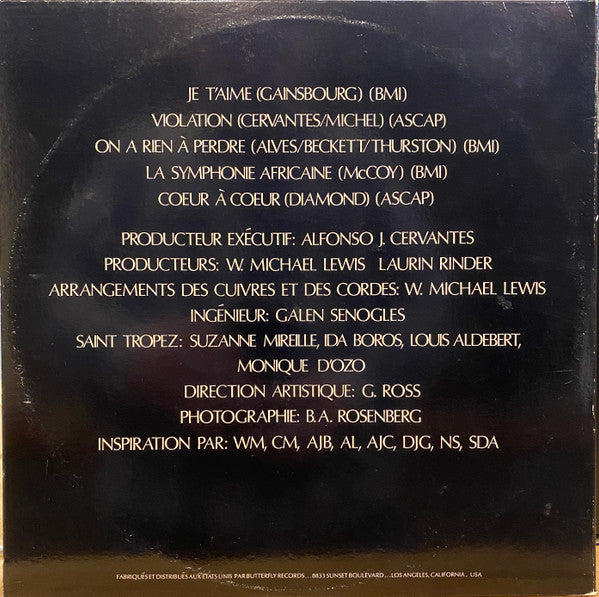 JE T'AIME (GAINSBOURG) (BMI)
VIOLATION (CERVANTES/MICHEL) (ASCAP)
ON A RIEN À PERDRE (ALVES/BECKETT/THURSTON) (BMI)
LA SYMPHONIE AFRICAINE (McCOY) (BMI)
COEUR À COEUR (DIAMOND) (ASCAP)
PRODUCTEUR EXÉCUTIF: ALFONSO J. CERVANTES
PRODUCTEURS: W. MICHAEL LEWIS LAURIN RINDER
ARRANGEMENTS DES CUIVRES ET DES CORDES: W. MICHAEL LEWIS
INGÉNIEUR: GALEN SENOGLES
SAINT TROPEZ: SUZANNE MIREILLE, IDA BOROS, LOUIS ALDEBERT,
MONIQUE D'OZO
DIRECTION ARTISTIQUE: G. ROSS
PHOTOGRAPHIE: B.A. ROSENBERG
INSPIRATION PAR: WM, CM, AJB, AL, AJC, DJG, NS, SDA
FABRIQUÉS ET DISTRIBUÉS AUX ÉTATS UNIS PAR BUTTERFLY RECORDS...8833 SUNSET BOULEVARD...LOS ANGELES, CALIFORNIA, USA